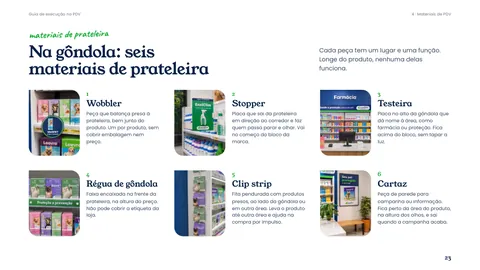 Guia de execução no PDV
4 · Materiais de PDV
materiais de prateleira
Na gôndola: seis
materiais de prateleira
Cada peça tem um lugar e uma função.
Longe do produto, nenhuma delas
funciona.
1
Wobbler
Peça que balança presa à
prateleira, bem junto do
produto. Um por produto, sem
cobrir embalagem nem
preço.
2
Stopper
Placa que sai da prateleira
em direção ao corredor e faz
quem passa parar e olhar. Vai
no começo do bloco da
marca.
3
Testeira
Placa no alto da gôndola que
dá nome à área, como
farmácia ou proteção. Fica
acima do bloco, sem tapar a
luz.
Farmácia
4
Régua de gôndola
Faixa encaixada na frente da
prateleira, na altura do preço.
Não pode cobrir a etiqueta da
loja.
5
Clip strip
Fita pendurada com produtos
presos, ao lado da gôndola ou
em outra área. Leva o produto
até outra área e ajuda na
compra por impulso.
6
Cartaz
Peça de parede para
campanha ou informação.
Fica perto da área do produto,
na altura dos olhos, e sai
quando a campanha acaba.
23